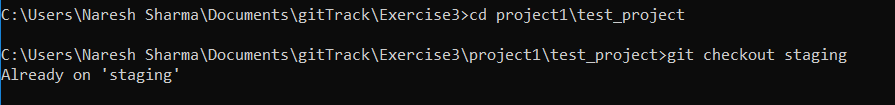 C:\Users\Naresh Sharma\Documents\gitTrack\Exercise3>cd project1\test_project
C:\Users\Naresh Sharma\Documents\gitTrack\Exercise3\project1\test_project>git checkout staging
Already on 'staging'